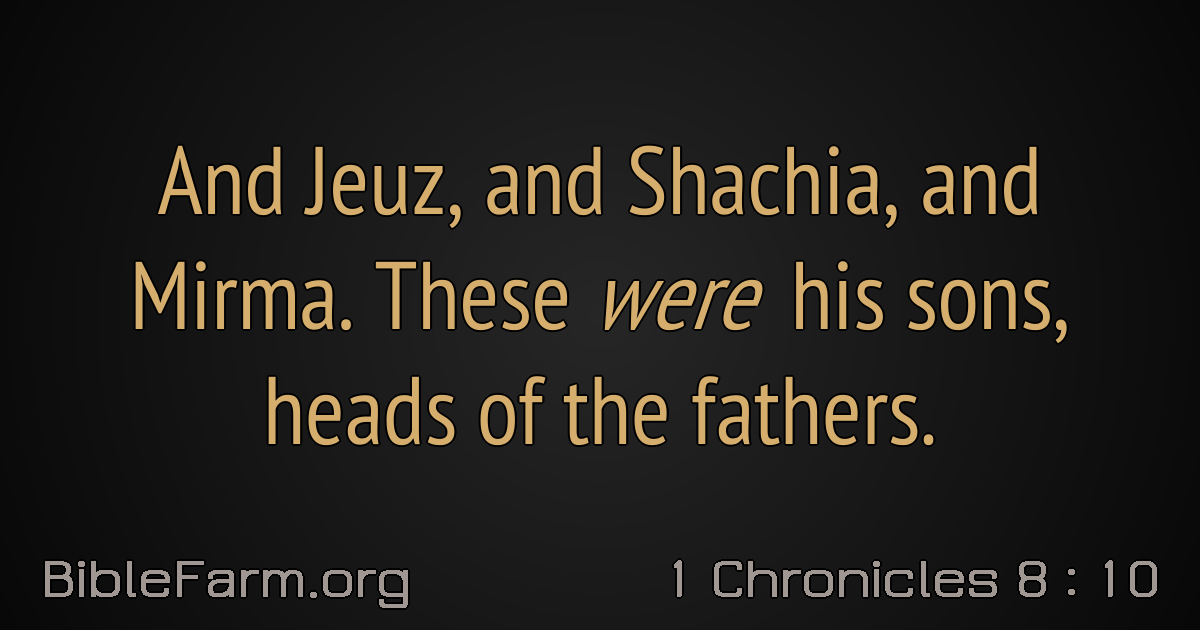 And Jeuz, and Shachia, and
Mirma. These were his sons,
heads of the fathers.
BibleFarm.org
1 Chronicles 8 : 10